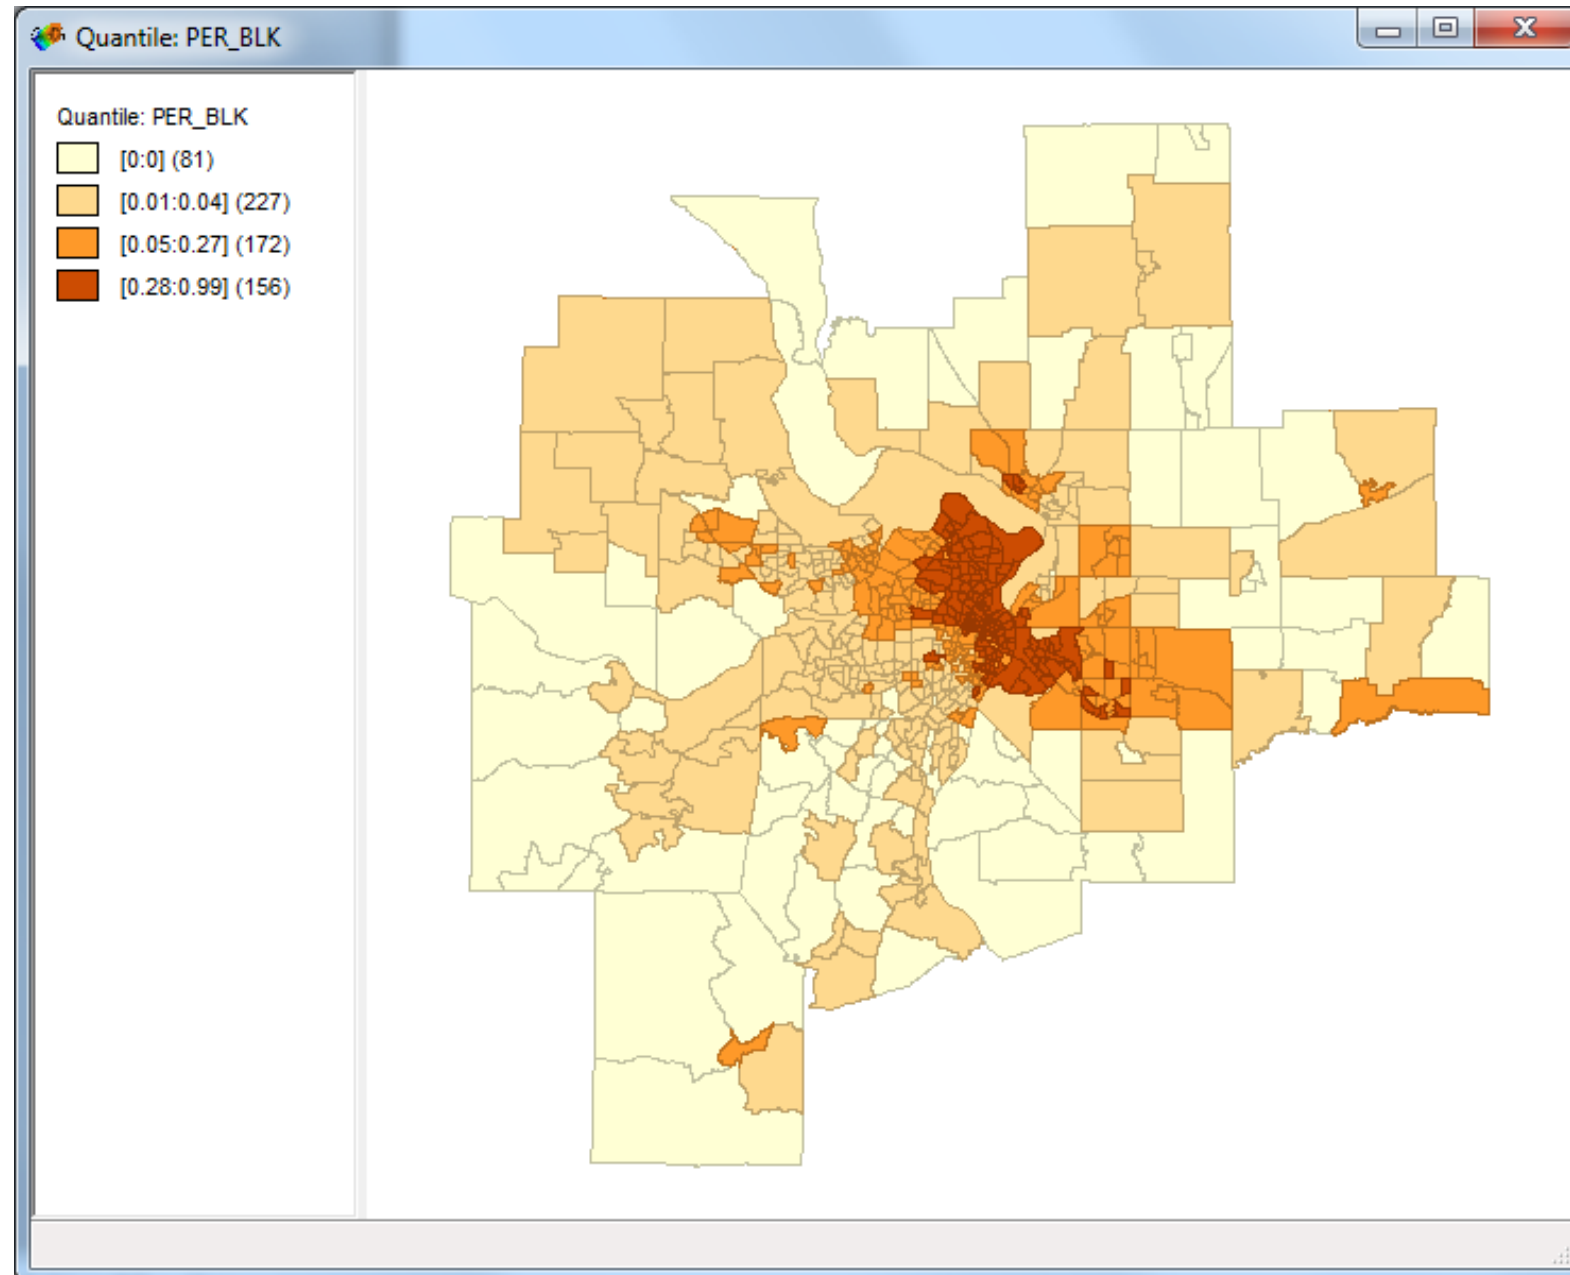 Quantile: PER_BLK
Quantile: PER_BLK
[0:0] (81)
[0.01:0.04] (227)
[0.05:0.27] (172)
[0.28:0.99] (156)